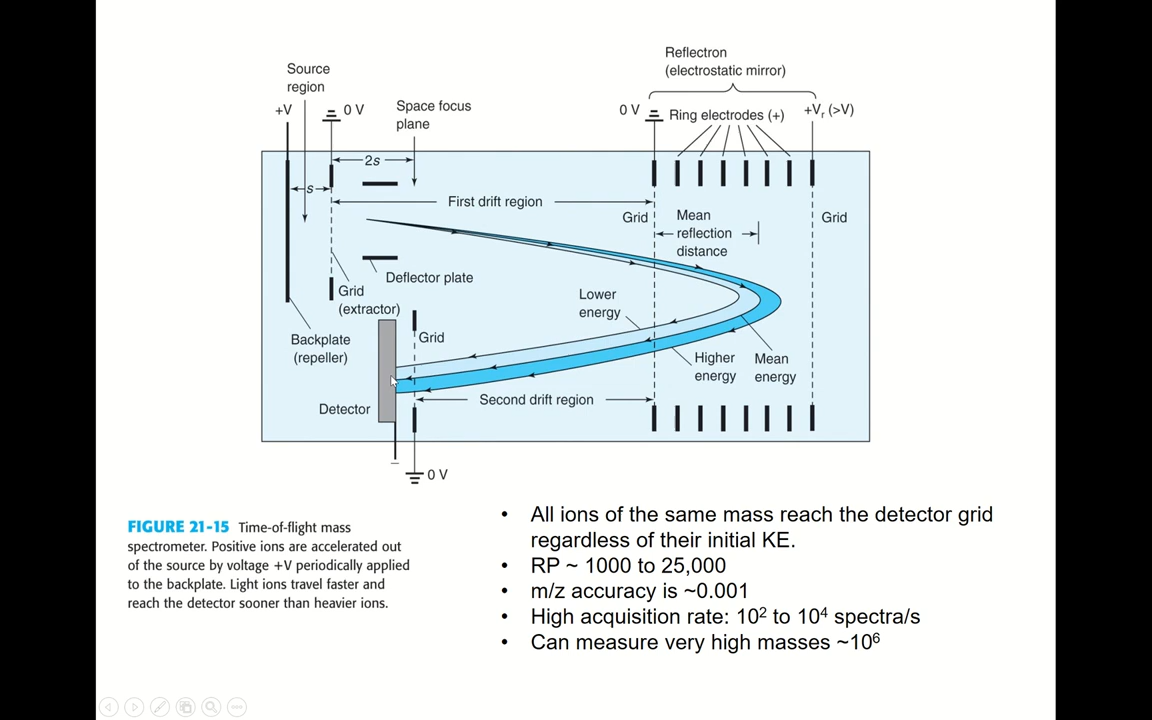 Reflectron
(electrostatic mirror)
Source
region
+V
0 V
Space focus
plane
0 V
Ring electrodes (+)
+Vᵣ (>V)
2s
s
First drift region
Grid
Mean
reflection
distance
Grid
Deflector plate
Grid
(extractor)
Lower
energy
Backplate
(repeller)
Grid
Higher
energy
Mean
energy
Detector
Second drift region
–
0 V
FIGURE 21-15 Time-of-flight mass
spectrometer. Positive ions are accelerated out
of the source by voltage +V periodically applied
to the backplate. Light ions travel faster and
reach the detector sooner than heavier ions.
• All ions of the same mass reach the detector grid
regardless of their initial KE.
• RP ~ 1000 to 25,000
• m/z accuracy is ~0.001
• High acquisition rate: 10² to 10⁴ spectra/s
• Can measure very high masses ~10⁶